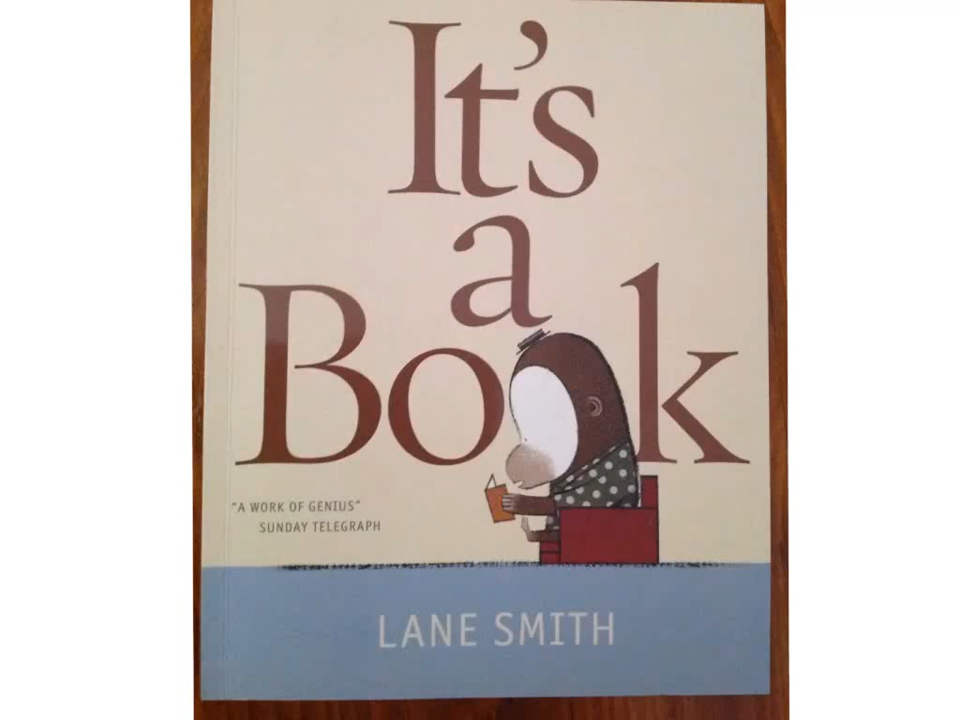 It's
a
Book
"A WORK OF GENIUS"
SUNDAY TELEGRAPH
LANE SMITH